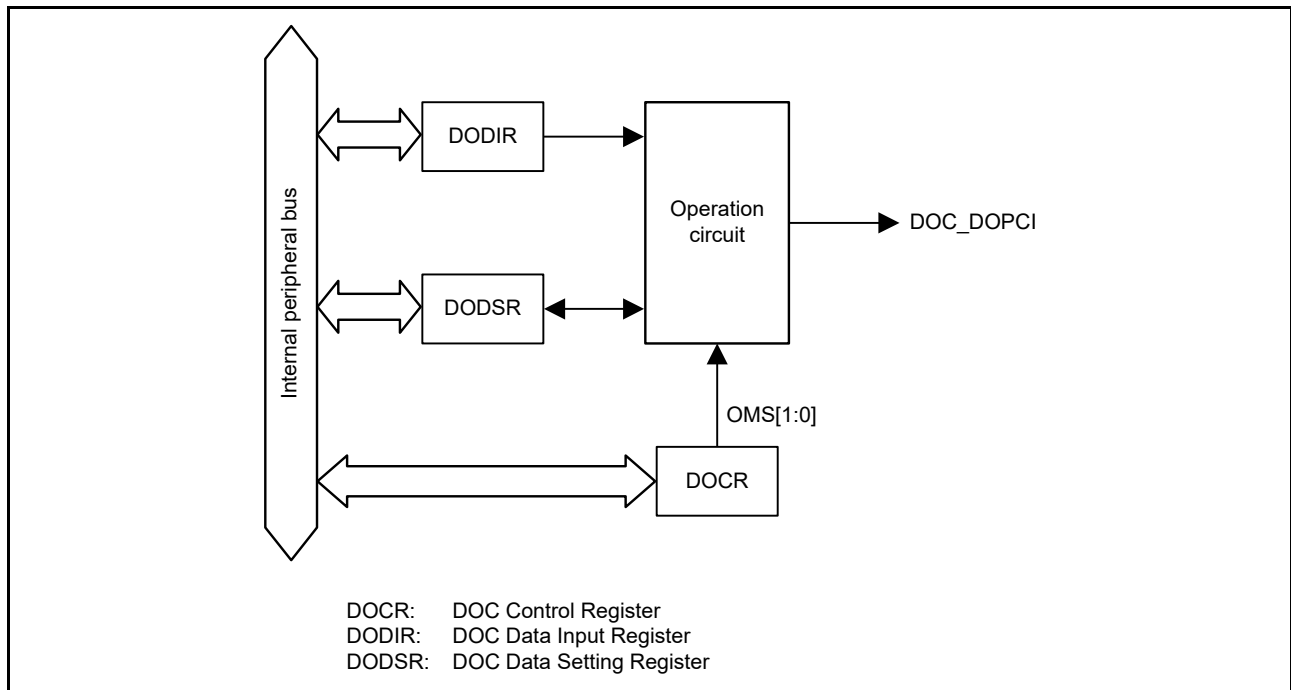 Internal peripheral bus
DODIR
Operation
circuit
DOC_DOPCI
DODSR
OMS[1:0]
DOCR
DOCR: DOC Control Register
DODIR: DOC Data Input Register
DODSR: DOC Data Setting Register